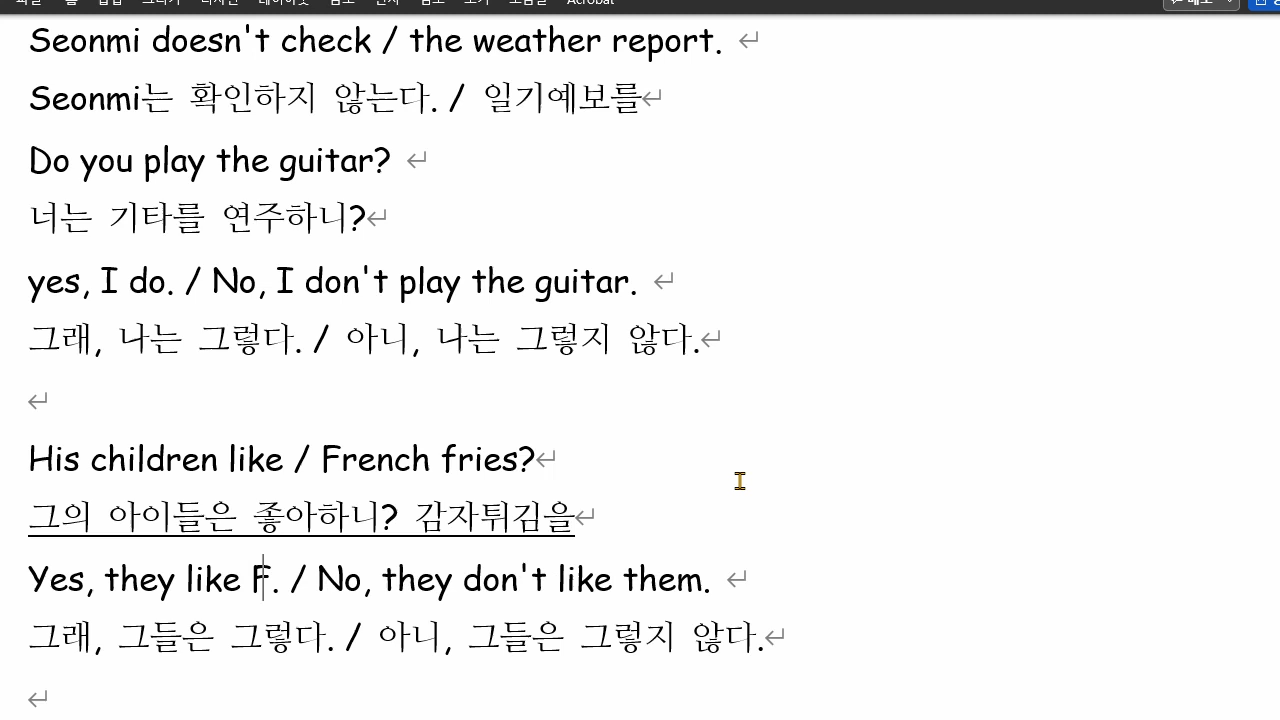 Acrobat
Seonmi doesn't check / the weather report.
Seonmi는 확인하지 않는다. / 일기예보를
Do you play the guitar?
너는 기타를 연주하니?
yes, I do. / No, I don't play the guitar.
그래, 나는 그렇다. / 아니, 나는 그렇지 않다.
His children like / French fries?
그의 아이들은 좋아하니? 감자튀김을
Yes, they like F. / No, they don't like them.
그래, 그들은 그렇다. / 아니, 그들은 그렇지 않다.